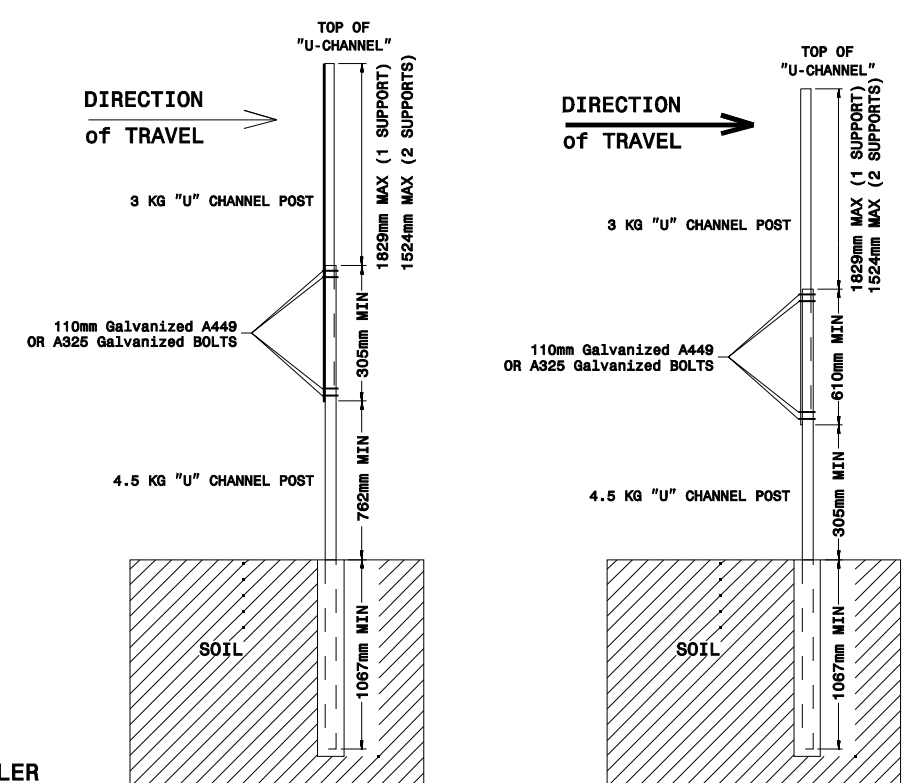 TOP OF
"U-CHANNEL"
DIRECTION
of TRAVEL
1829mm MAX (1 SUPPORT)
1524mm MAX (2 SUPPORTS)
3 KG "U" CHANNEL POST
110mm Galvanized A449
OR A325 Galvanized BOLTS
305mm MIN
4.5 KG "U" CHANNEL POST
762mm MIN
SOIL
1067mm MIN
LER
TOP OF
"U-CHANNEL"
DIRECTION
of TRAVEL
1829mm MAX (1 SUPPORT)
1524mm MAX (2 SUPPORTS)
3 KG "U" CHANNEL POST
110mm Galvanized A449
OR A325 Galvanized BOLTS
610mm MIN
4.5 KG "U" CHANNEL POST
305mm MIN
SOIL
1067mm MIN